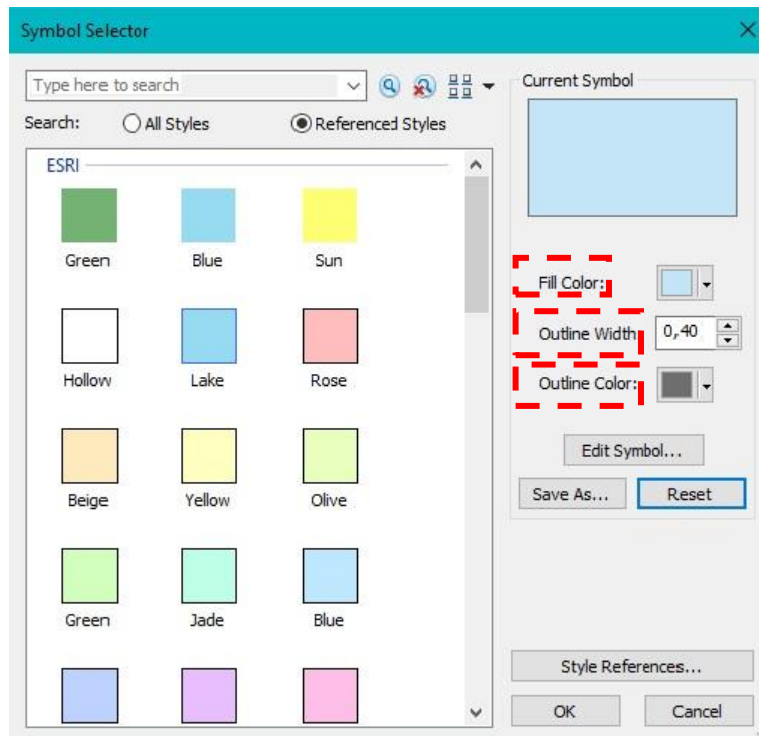 Symbol Selector
Type here to search
Search: All Styles Referenced Styles
ESRI
Green Blue Sun
Hollow Lake Rose
Beige Yellow Olive
Green Jade Blue
Current Symbol
Fill Color:
Outline Width: 0,40
Outline Color:
Edit Symbol...
Save As... Reset
Style References...
OK Cancel